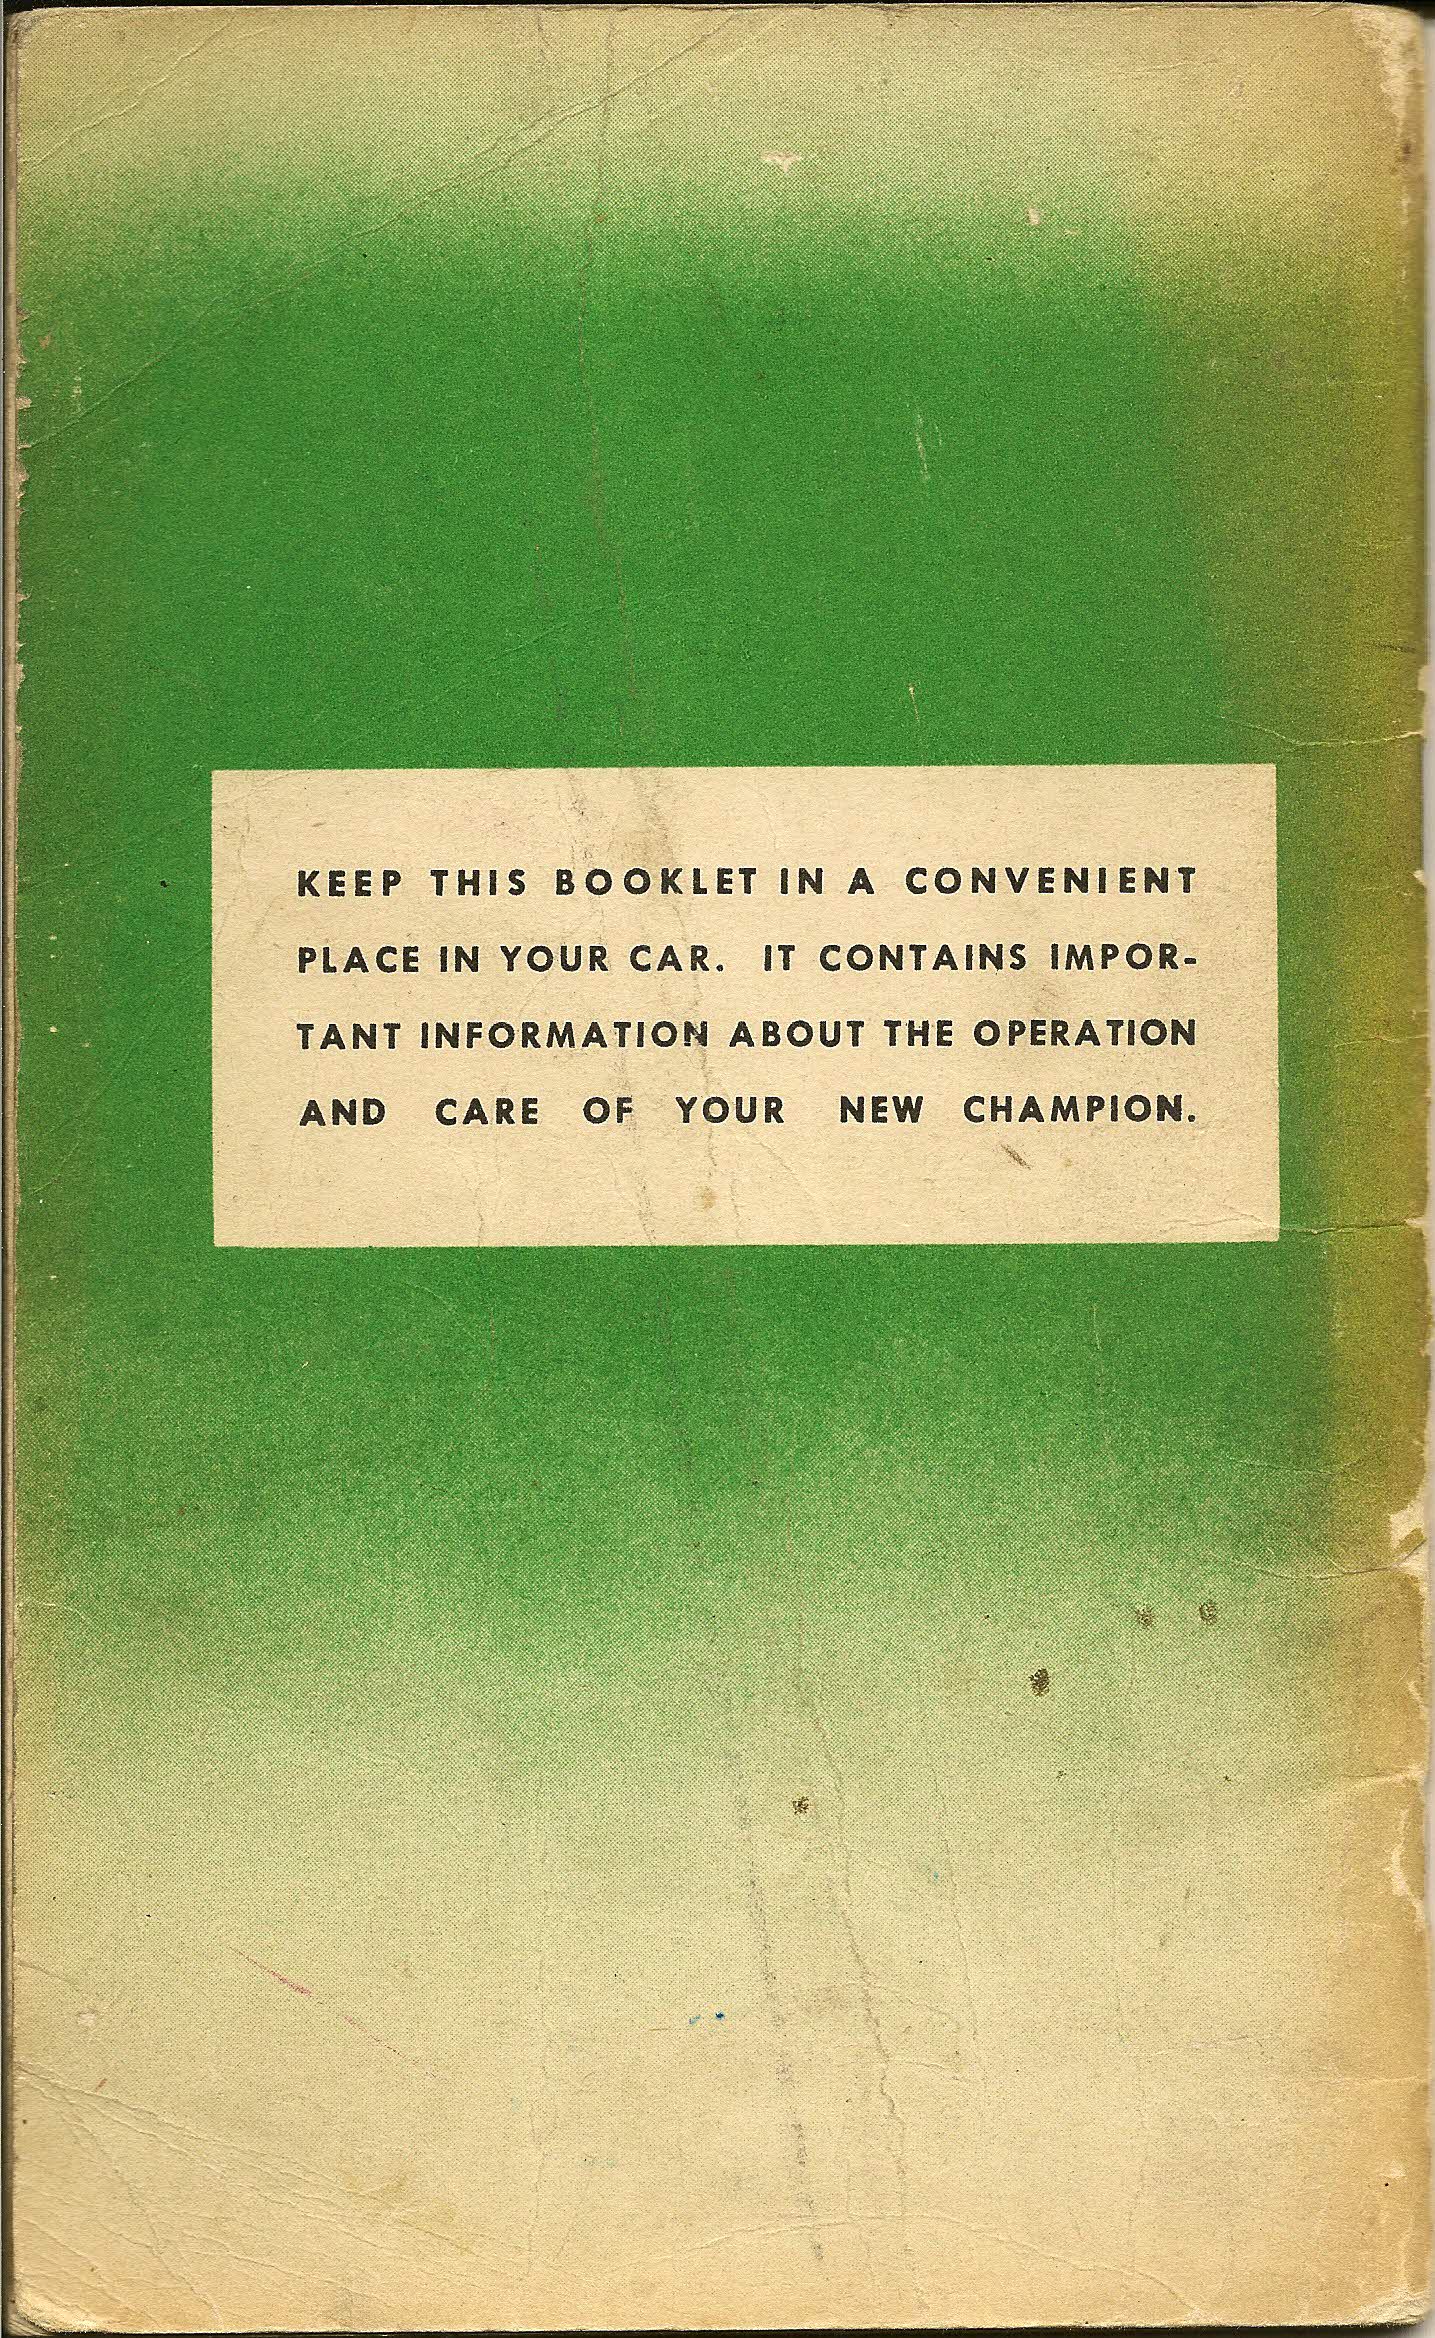 KEEP THIS BOOKLET IN A CONVENIENT
PLACE IN YOUR CAR. IT CONTAINS IMPOR-
TANT INFORMATION ABOUT THE OPERATION
AND CARE OF YOUR NEW CHAMPION.